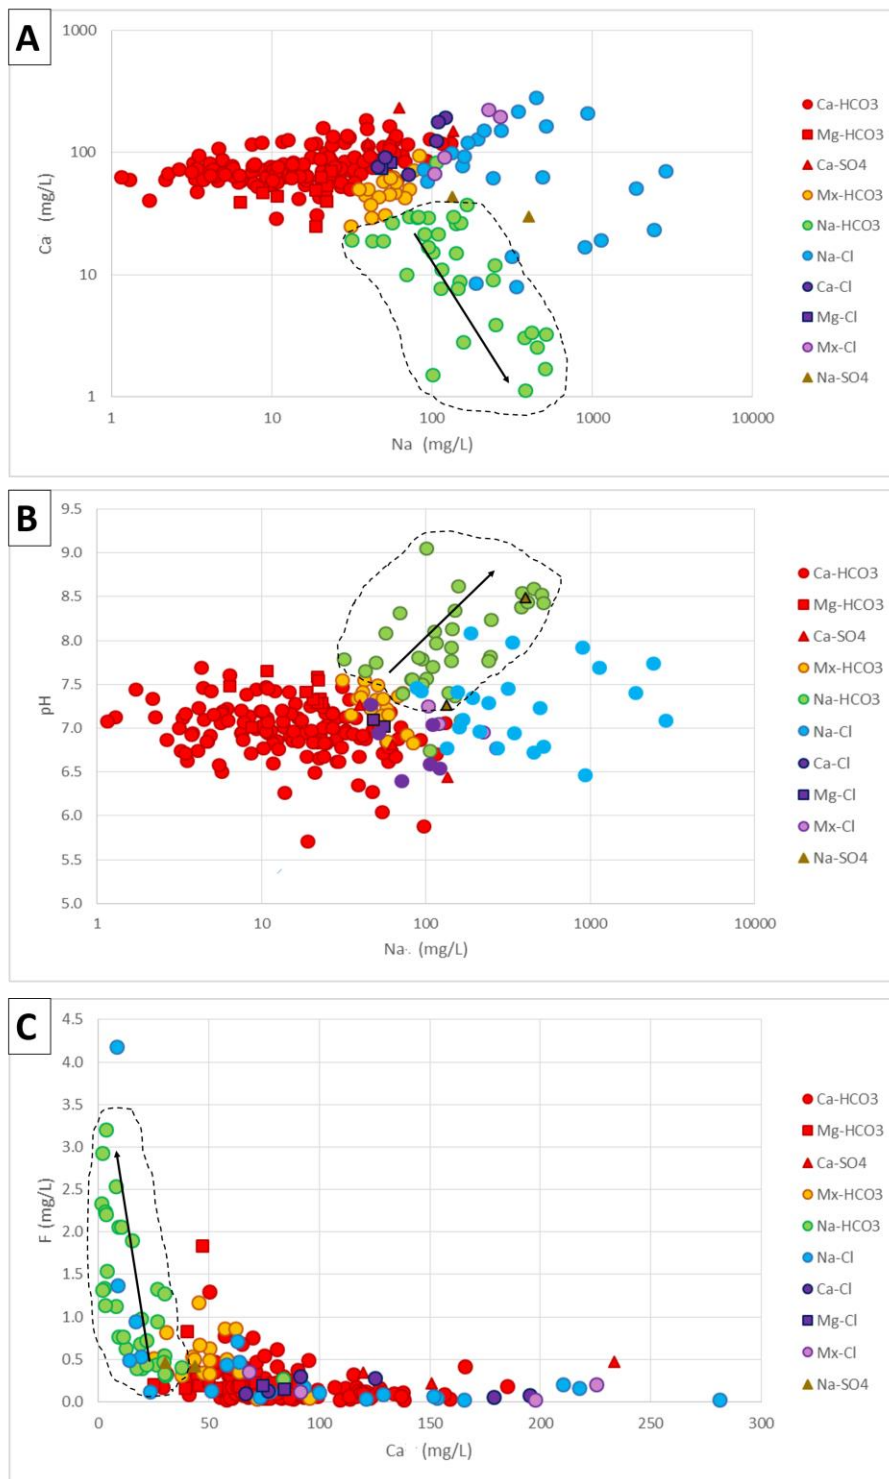 A
1000
100
10
1
1
10
100
1000
10000
Ca (mg/L)
Na (mg/L)
Ca-HCO3
Mg-HCO3
Ca-SO4
Mx-HCO3
Na-HCO3
Na-Cl
Ca-Cl
Mg-Cl
Mx-Cl
Na-SO4
B
9.5
9.0
8.5
8.0
7.5
7.0
6.5
6.0
5.5
5.0
1
10
100
1000
10000
pH
Na (mg/L)
Ca-HCO3
Mg-HCO3
Ca-SO4
Mx-HCO3
Na-HCO3
Na-Cl
Ca-Cl
Mg-Cl
Mx-Cl
Na-SO4
C
4.5
4.0
3.5
3.0
2.5
2.0
1.5
1.0
0.5
0.0
0
50
100
150
200
250
300
F (mg/L)
Ca (mg/L)
Ca-HCO3
Mg-HCO3
Ca-SO4
Mx-HCO3
Na-HCO3
Na-Cl
Ca-Cl
Mg-Cl
Mx-Cl
Na-SO4